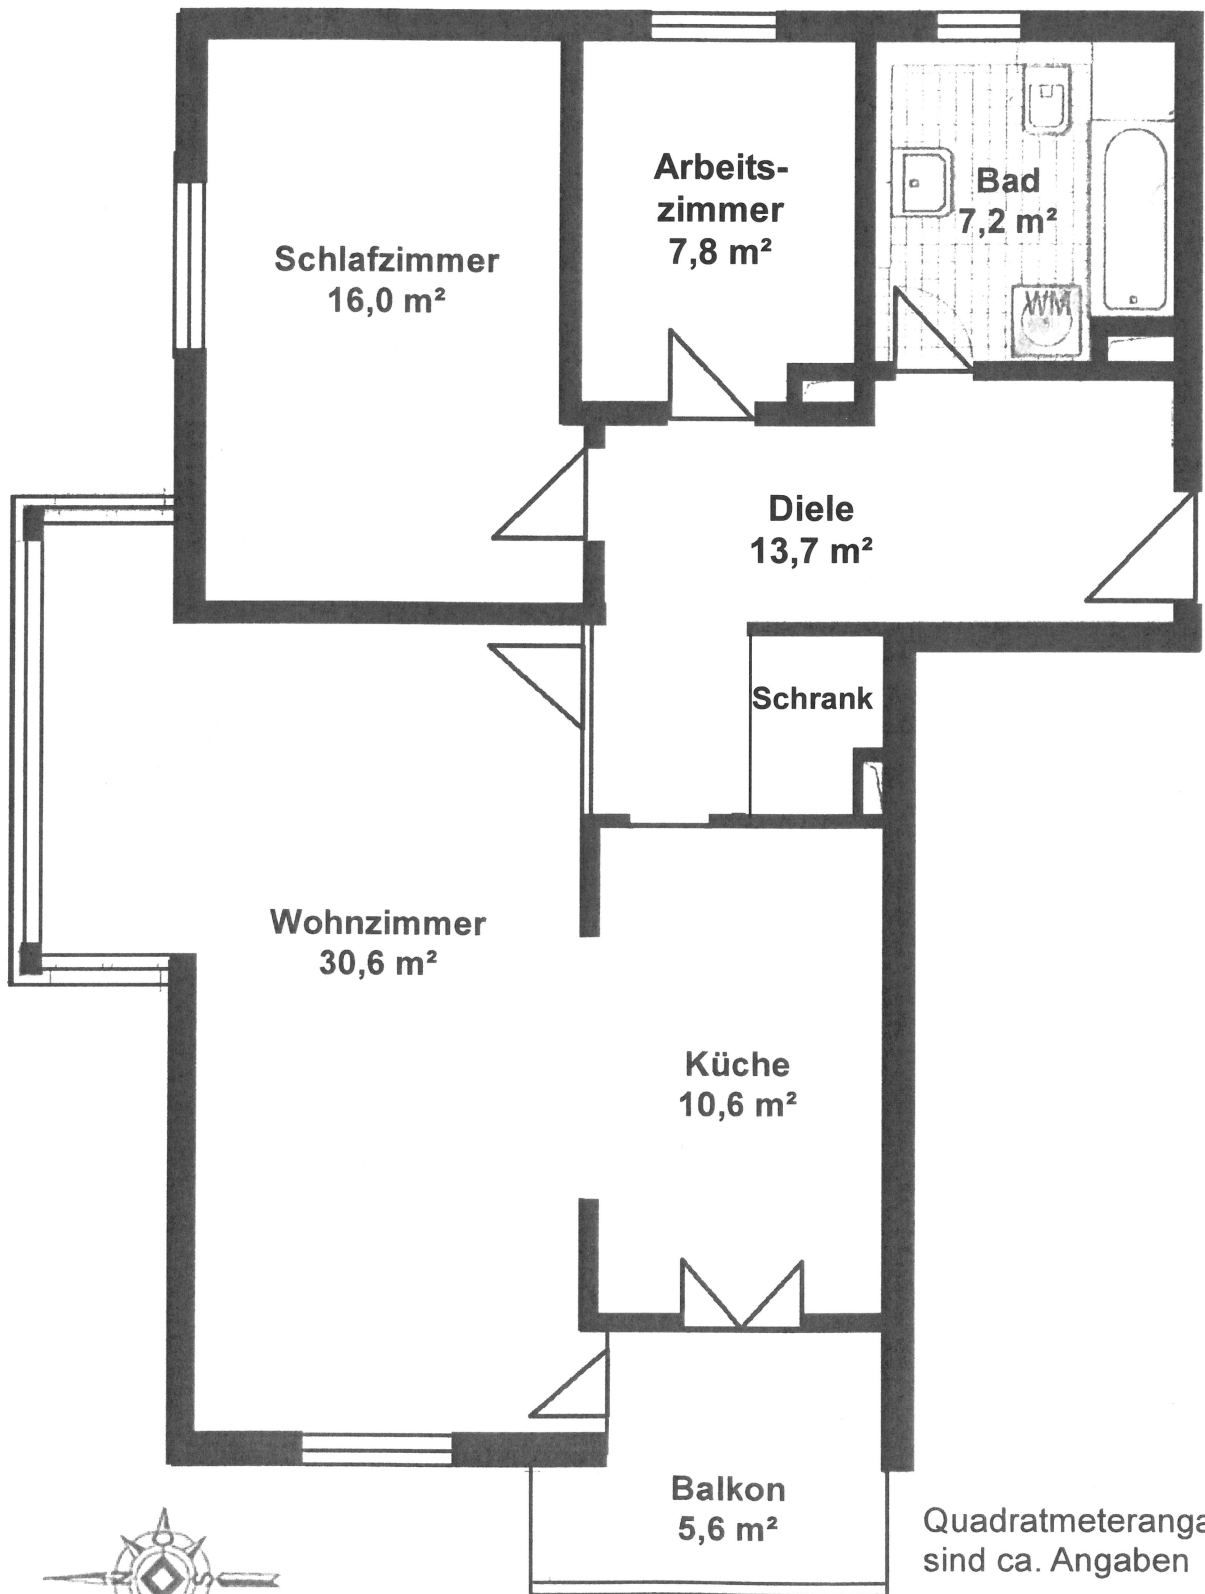 Arbeits-
zimmer
7,8 m²
Bad
7,2 m²
Schlafzimmer
16,0 m²
WM
Diele
13,7 m²
Schrank
Wohnzimmer
30,6 m²
Küche
10,6 m²
Balkon
5,6 m²
sind ca. Angaben
O
N
S